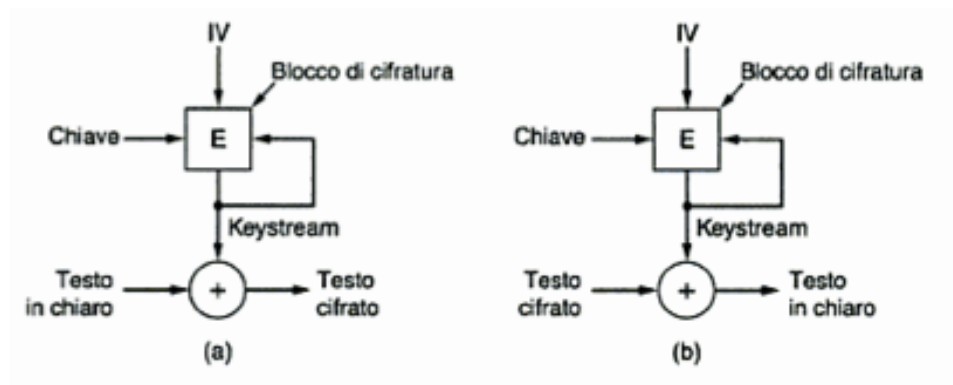 IV
Blocco di cifratura
Chiave
E
Keystream
Testo
in chiaro
+
Testo
cifrato
(a)
IV
Blocco di cifratura
Chiave
E
Keystream
Testo
cifrato
+
Testo
in chiaro
(b)